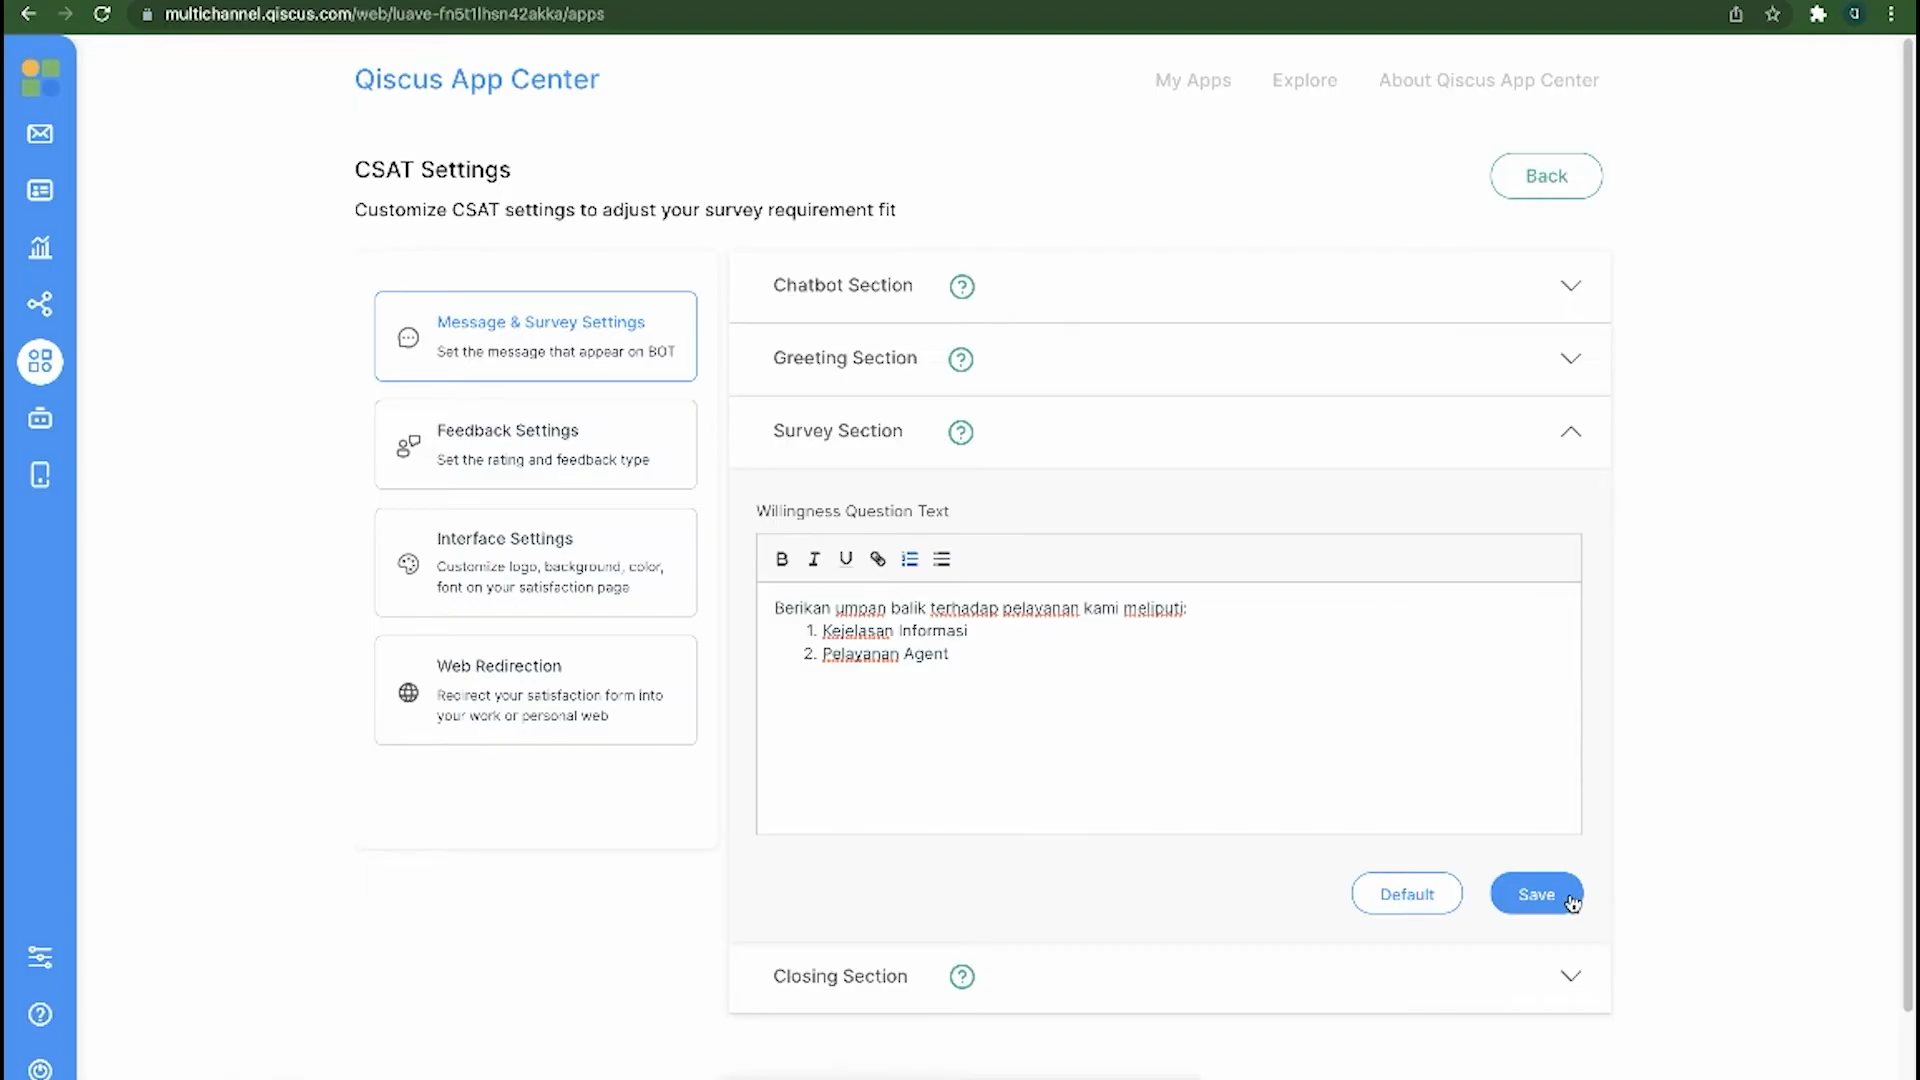 multichannel.qiscus.com/web/luave-fn5t1lhsn42akka/apps
Qiscus App Center
My Apps
Explore
About Qiscus App Center
CSAT Settings
Customize CSAT settings to adjust your survey requirement fit
Back
Message & Survey Settings
Set the message that appear on BOT
Feedback Settings
Set the rating and feedback type
Interface Settings
Customize logo, background, color,
font on your satisfaction page
Web Redirection
Redirect your satisfaction form into
your work or personal web
Chatbot Section
Greeting Section
Survey Section
Willingness Question Text
Berikan umpan balik terhadap pelayanan kami meliputi:
1. Kejelasan Informasi
2. Pelayanan Agent
Default
Save
Closing Section